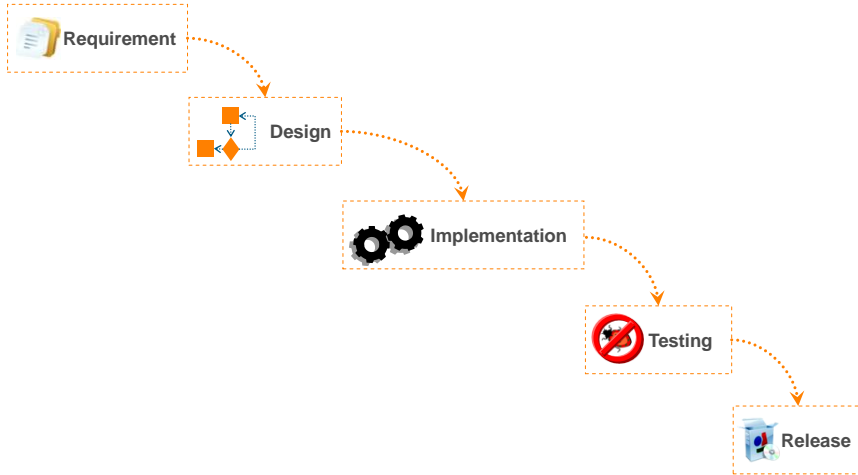 Requirement
Design
Implementation
Testing
Release